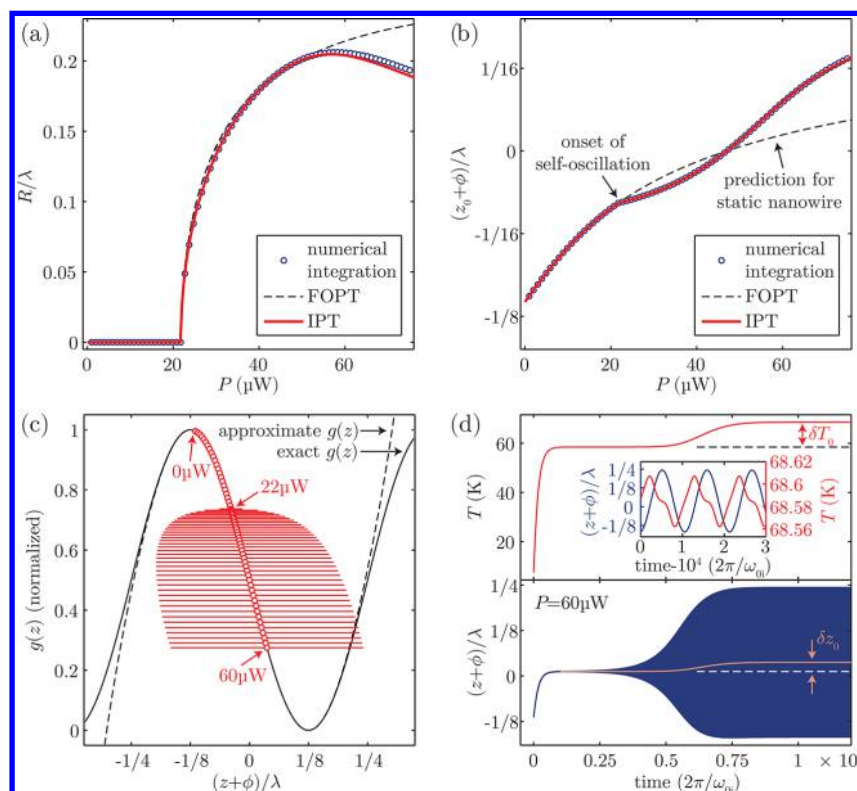 (a)
0.2
0.15
0.1
0.05
0
R/λ
0
20
40
60
P (µW)
numerical
integration
FOPT
IPT
(b)
1/16
0
-1/16
-1/8
(z₀+ϕ)/λ
onset of
self-oscillation
prediction for
static nanowire
numerical
integration
FOPT
IPT
0
20
40
60
P (µW)
(c)
1
0.8
0.6
0.4
0.2
0
g(z) (normalized)
approximate g(z)
exact g(z)
0µW
22µW
60µW
-1/4
-1/8
0
1/8
1/4
(z+ϕ)/λ
(d)
60
40
20
T (K)
δT₀
1/4
1/8
0
-1/8
(z+ϕ)/λ
68.62
68.6
68.58
68.56
T (K)
0
1
2
3
time-10⁴ (2π/ω₀ᵢ)
P=60µW
1/4
1/8
0
-1/8
(z+ϕ)/λ
δz₀
0
0.25
0.5
0.75
1 × 10
time (2π/ω₀ᵢ)